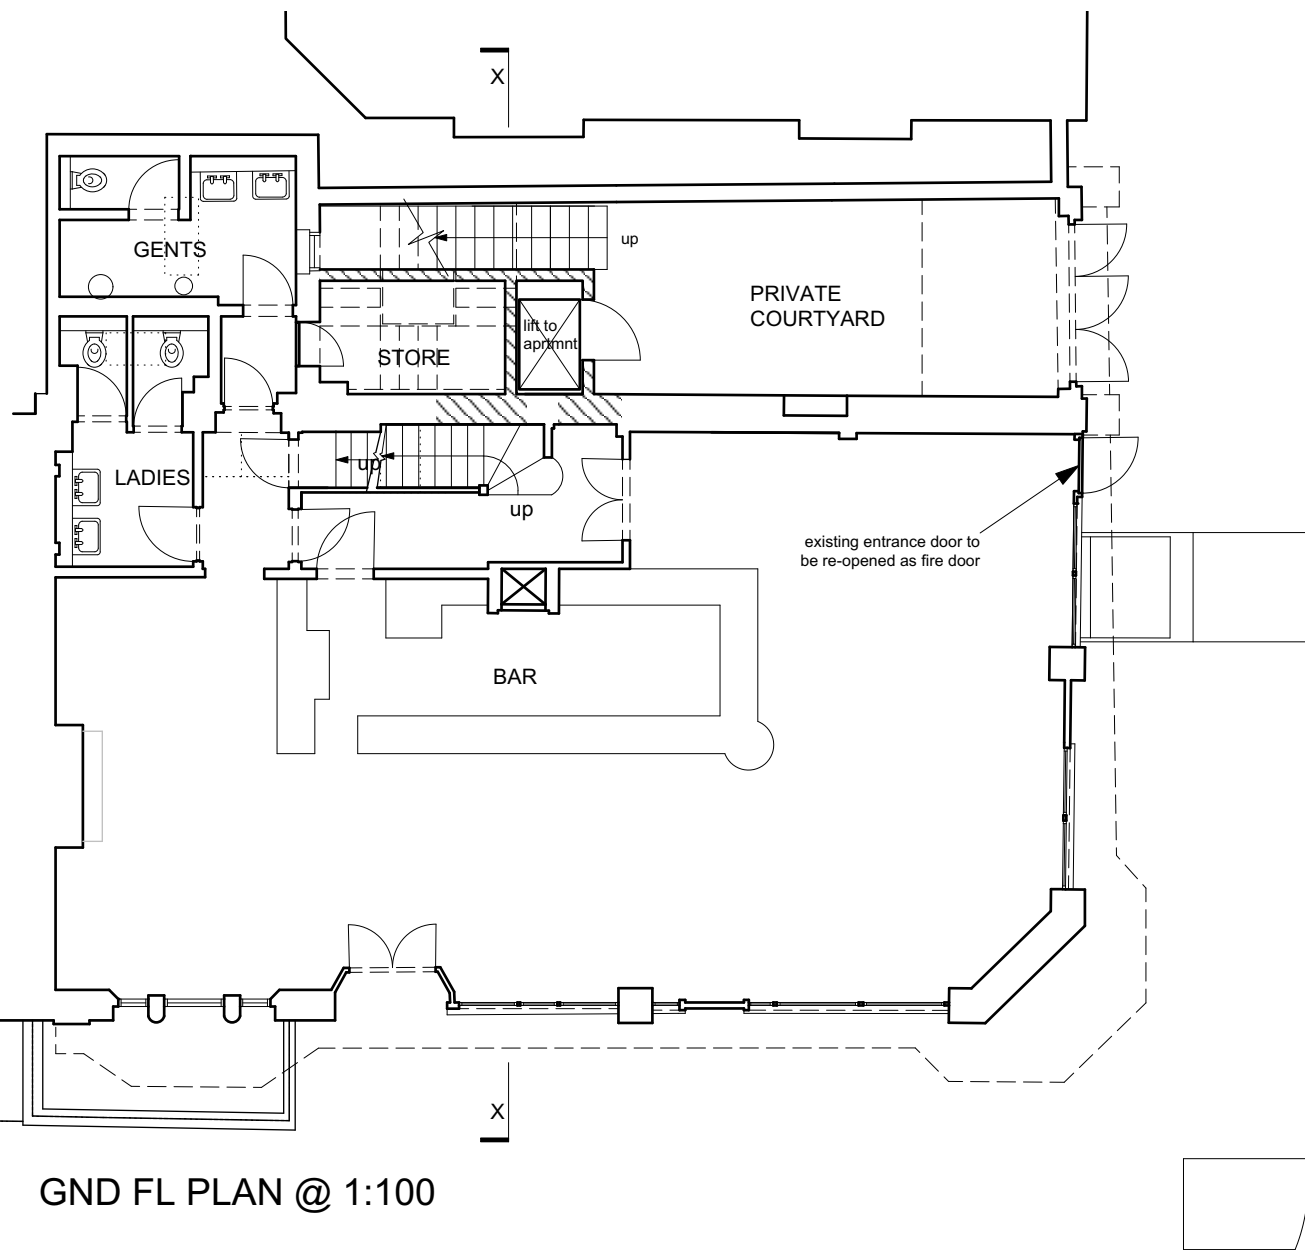 X
GENTS
up
PRIVATE
COURTYARD
lift to
aprtmnt
STORE
up
LADIES
up
existing entrance door to
be re-opened as fire door
BAR
X
GND FL PLAN @ 1:100